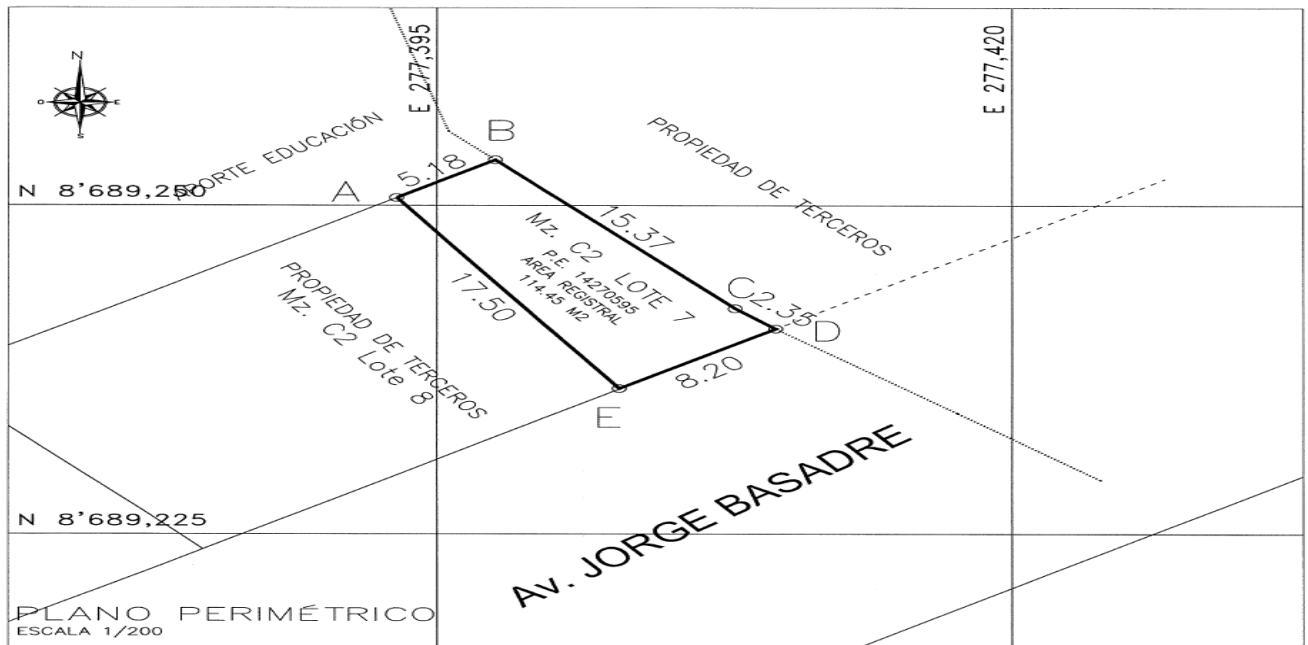 N
O E
S
E 277,395
E 277,420
APORTE EDUCACIÓN
PROPIEDAD DE TERCEROS
N 8'689,250
A
B
5.18
15.37
17.50
Mz. C2 LOTE 7
P.E. 14270595
AREA REGISTRAL
114.45 M2
C
2.35
D
8.20
E
PROPIEDAD DE TERCEROS
Mz. C2 Lote 8
Av. JORGE BASADRE
N 8'689,225
PLANO PERIMÉTRICO
ESCALA 1/200